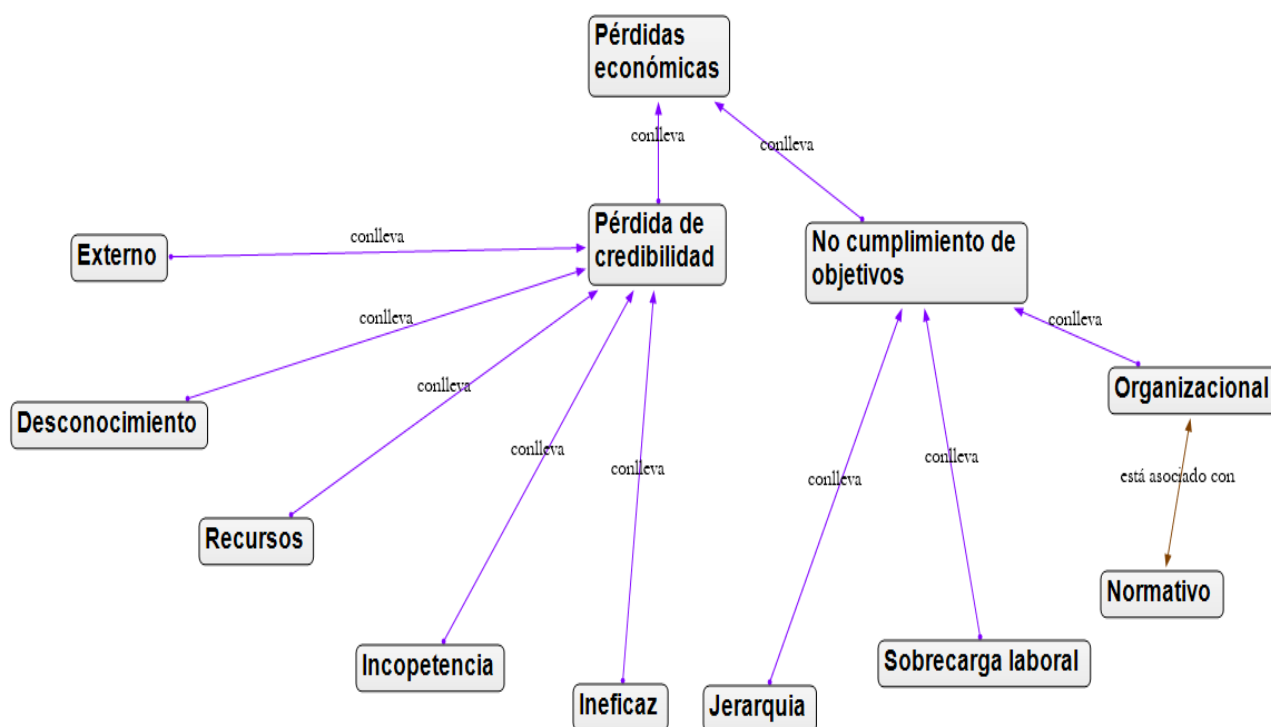 Pérdidas
económicas
conlleva
conlleva
Pérdida de
credibilidad
No cumplimiento de
objetivos
Externo
conlleva
conlleva
conlleva
Organizacional
Desconocimiento
conlleva
conlleva
conlleva
conlleva
conlleva
está asociado con
Recursos
Normativo
Incopetencia
Sobrecarga laboral
Ineficaz
Jerarquia